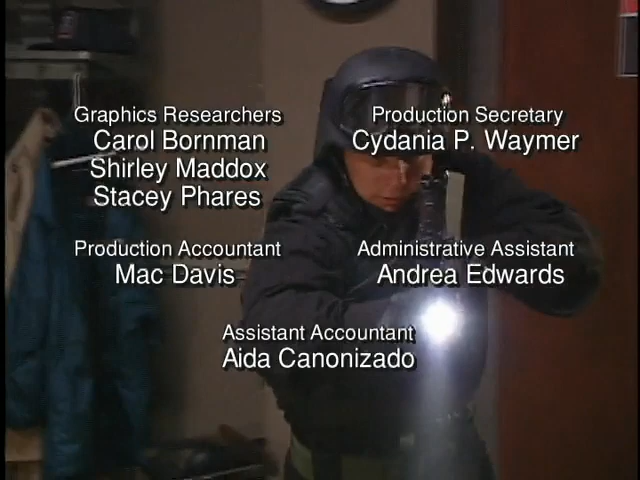 Graphics Researchers
Carol Bornman
Shirley Maddox
Stacey Phares
Production Secretary
Cydania P. Waymer
Production Accountant
Mac Davis
Administrative Assistant
Andrea Edwards
Assistant Accountant
Aida Canonizado